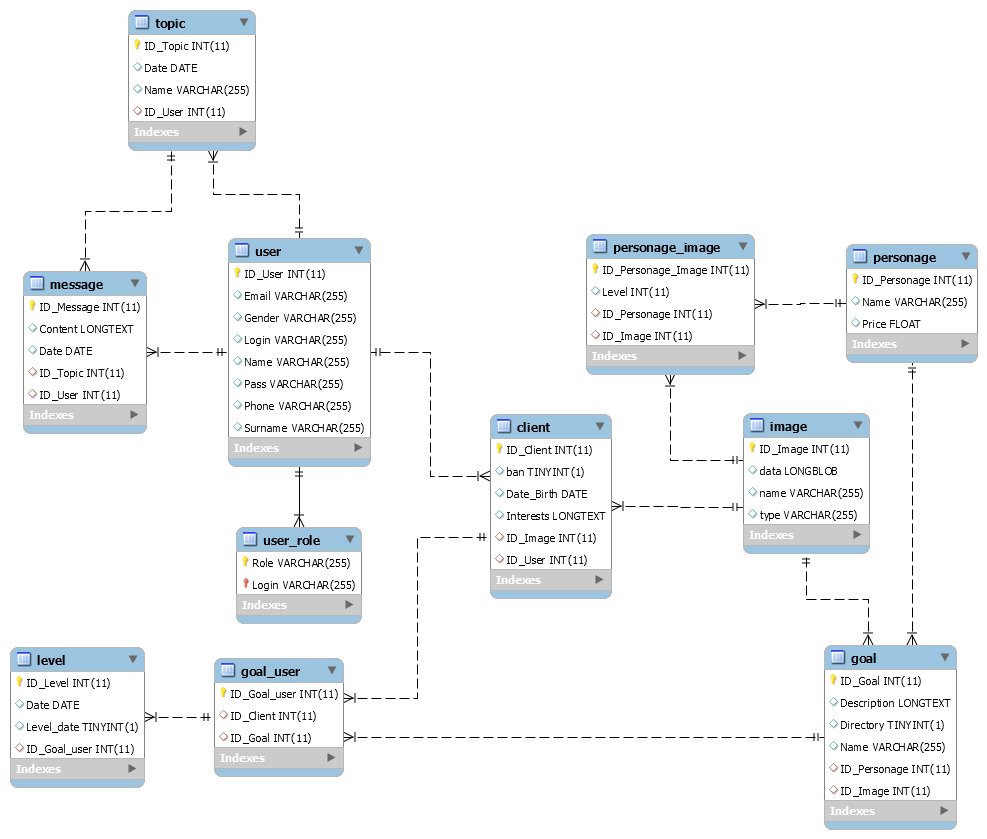 topic
ID_Topic INT(11)
Date DATE
Name VARCHAR(255)
ID_User INT(11)
Indexes
user
ID_User INT(11)
Email VARCHAR(255)
Gender VARCHAR(255)
Login VARCHAR(255)
Name VARCHAR(255)
Pass VARCHAR(255)
Phone VARCHAR(255)
Surname VARCHAR(255)
Indexes
personage_image
ID_Personage_Image INT(11)
Level INT(11)
ID_Personage INT(11)
ID_Image INT(11)
Indexes
personage
ID_Personage INT(11)
Name VARCHAR(255)
Price FLOAT
Indexes
message
ID_Message INT(11)
Content LONGTEXT
Date DATE
ID_Topic INT(11)
ID_User INT(11)
Indexes
client
ID_Client INT(11)
ban TINYINT(1)
Date_Birth DATE
Interests LONGTEXT
ID_Image INT(11)
ID_User INT(11)
Indexes
image
ID_Image INT(11)
data LONGBLOB
name VARCHAR(255)
type VARCHAR(255)
Indexes
user_role
Role VARCHAR(255)
Login VARCHAR(255)
Indexes
level
ID_Level INT(11)
Date DATE
Level_date TINYINT(1)
ID_Goal_user INT(11)
Indexes
goal_user
ID_Goal_user INT(11)
ID_Client INT(11)
ID_Goal INT(11)
Indexes
goal
ID_Goal INT(11)
Description LONGTEXT
Directory TINYINT(1)
Name VARCHAR(255)
ID_Personage INT(11)
ID_Image INT(11)
Indexes